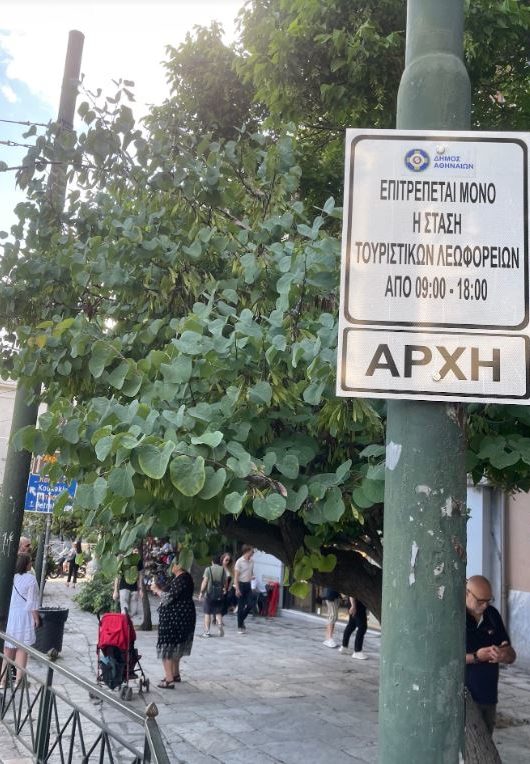 ΔΗΜΟΣ
ΑΘΗΝΑΙΩΝ
ΕΠΙΤΡΕΠΕΤΑΙ ΜΟΝΟ
Η ΣΤΑΣΗ
ΤΟΥΡΙΣΤΙΚΩΝ ΛΕΩΦΟΡΕΙΩΝ
ΑΠΟ 09:00 - 18:00
ΑΡΧΗ